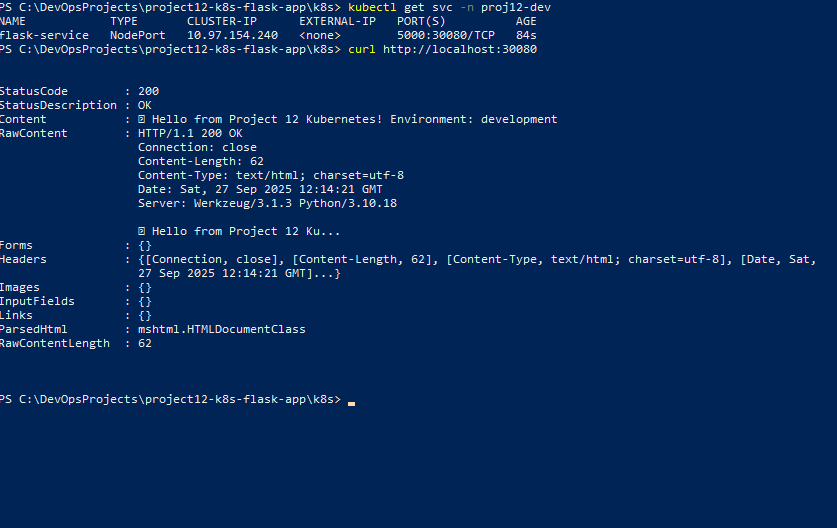 PS C:\DevOpsProjects\project12-k8s-flask-app\k8s> kubectl get svc -n proj12-dev
NAME            TYPE       CLUSTER-IP      EXTERNAL-IP   PORT(S)          AGE
flask-service   NodePort   10.97.154.240   <none>        5000:30080/TCP   84s
PS C:\DevOpsProjects\project12-k8s-flask-app\k8s> curl http://localhost:30080
StatusCode        : 200
StatusDescription : OK
Content           : Hello from Project 12 Kubernetes! Environment: development
RawContent        : HTTP/1.1 200 OK
Connection: close
Content-Length: 62
Content-Type: text/html; charset=utf-8
Date: Sat, 27 Sep 2025 12:14:21 GMT
Server: Werkzeug/3.1.3 Python/3.10.18
Hello from Project 12 Ku...
Forms             : {}
Headers           : {[Connection, close], [Content-Length, 62], [Content-Type, text/html; charset=utf-8], [Date, Sat,
27 Sep 2025 12:14:21 GMT]...}
Images            : {}
InputFields       : {}
Links             : {}
ParsedHtml        : mshtml.HTMLDocumentClass
RawContentLength  : 62
PS C:\DevOpsProjects\project12-k8s-flask-app\k8s>